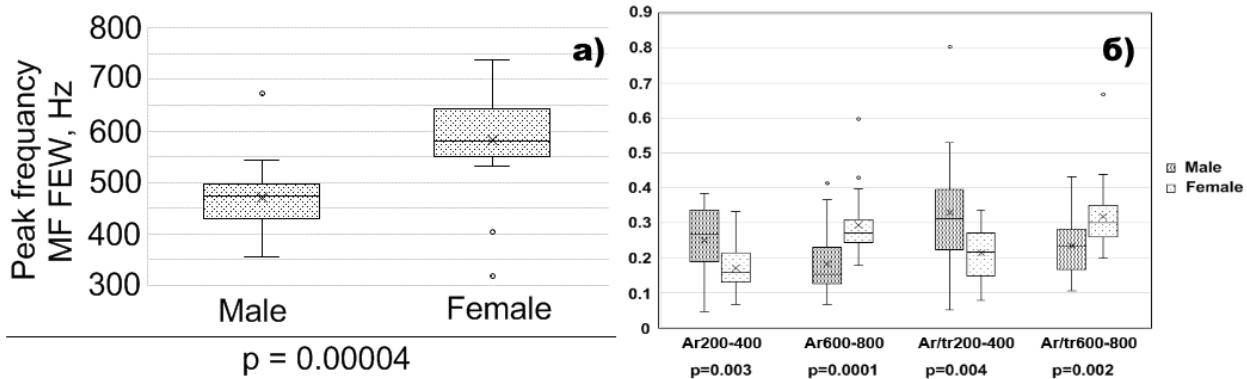 Peak frequancy
MF FEW, Hz
800
700
600
500
400
300
а)
Male
Female
p = 0.00004
0.9
0.8
0.7
0.6
0.5
0.4
0.3
0.2
0.1
0
б)
Ar200-400
Ar600-800
Ar/tr200-400
Ar/tr600-800
p=0.003
p=0.0001
p=0.004
p=0.002
Male
Female